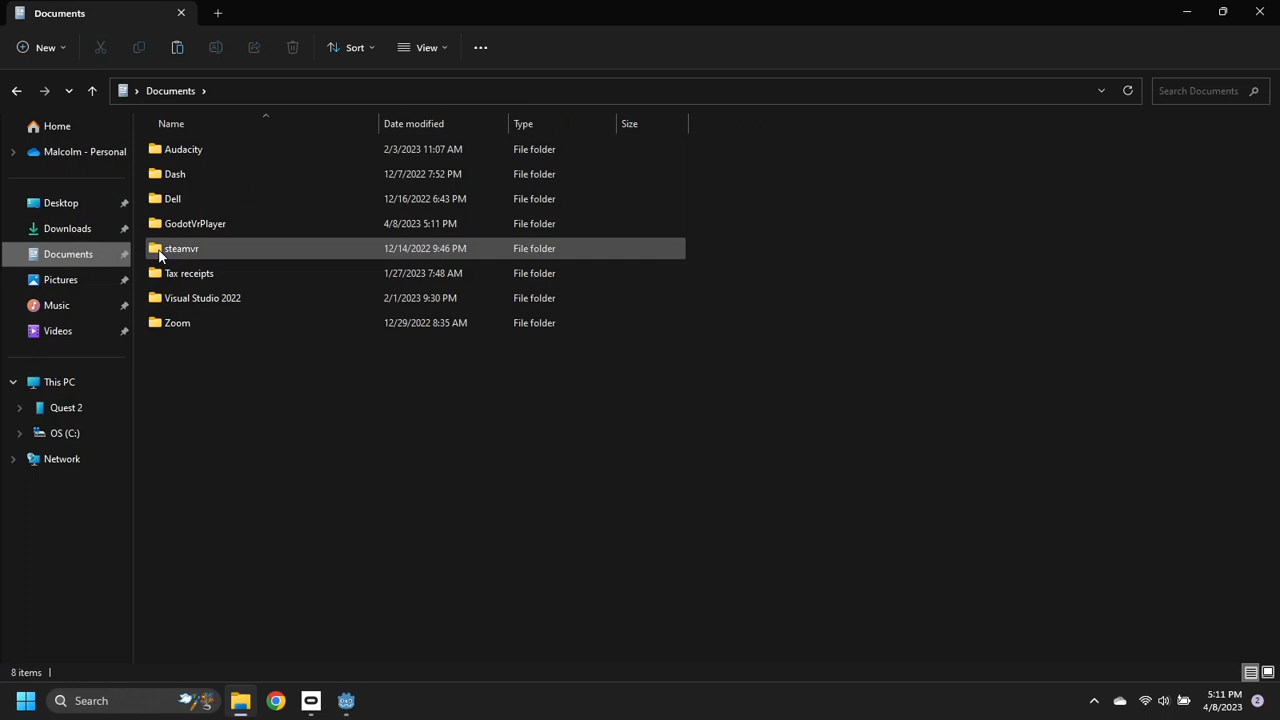 Documents
New
Sort
View
Documents
Search Documents
Name Date modified Type Size
Home
Malcolm - Personal
Desktop
Downloads
Documents
Pictures
Music
Videos
This PC
Quest 2
OS (C:)
Network
Audacity 2/3/2023 11:07 AM File folder
Dash 12/7/2022 7:52 PM File folder
Dell 12/16/2022 6:43 PM File folder
GodotVrPlayer 4/8/2023 5:11 PM File folder
steamvr 12/14/2022 9:46 PM File folder
Tax receipts 1/27/2023 7:48 AM File folder
Visual Studio 2022 2/1/2023 9:30 PM File folder
Zoom 12/29/2022 8:35 AM File folder
8 items
Search
5:11 PM
4/8/2023
2